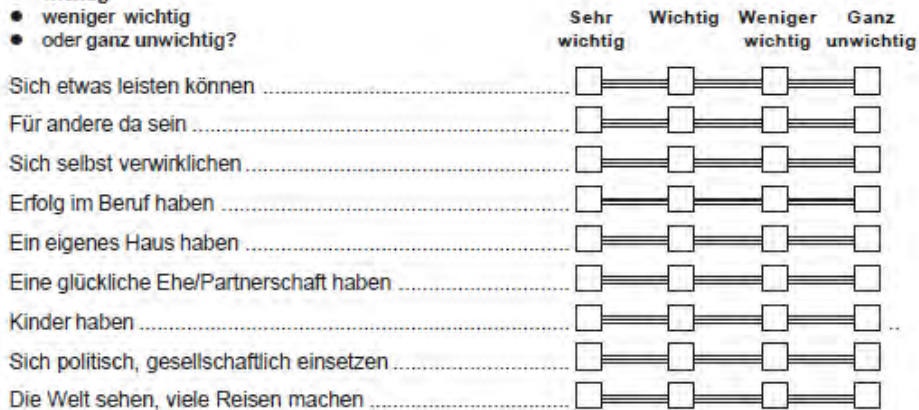 ● weniger wichtig
● oder ganz unwichtig?
Sehr wichtig Wichtig Weniger wichtig Ganz unwichtig
Sich etwas leisten können
Für andere da sein
Sich selbst verwirklichen
Erfolg im Beruf haben
Ein eigenes Haus haben
Eine glückliche Ehe/Partnerschaft haben
Kinder haben
Sich politisch, gesellschaftlich einsetzen
Die Welt sehen, viele Reisen machen